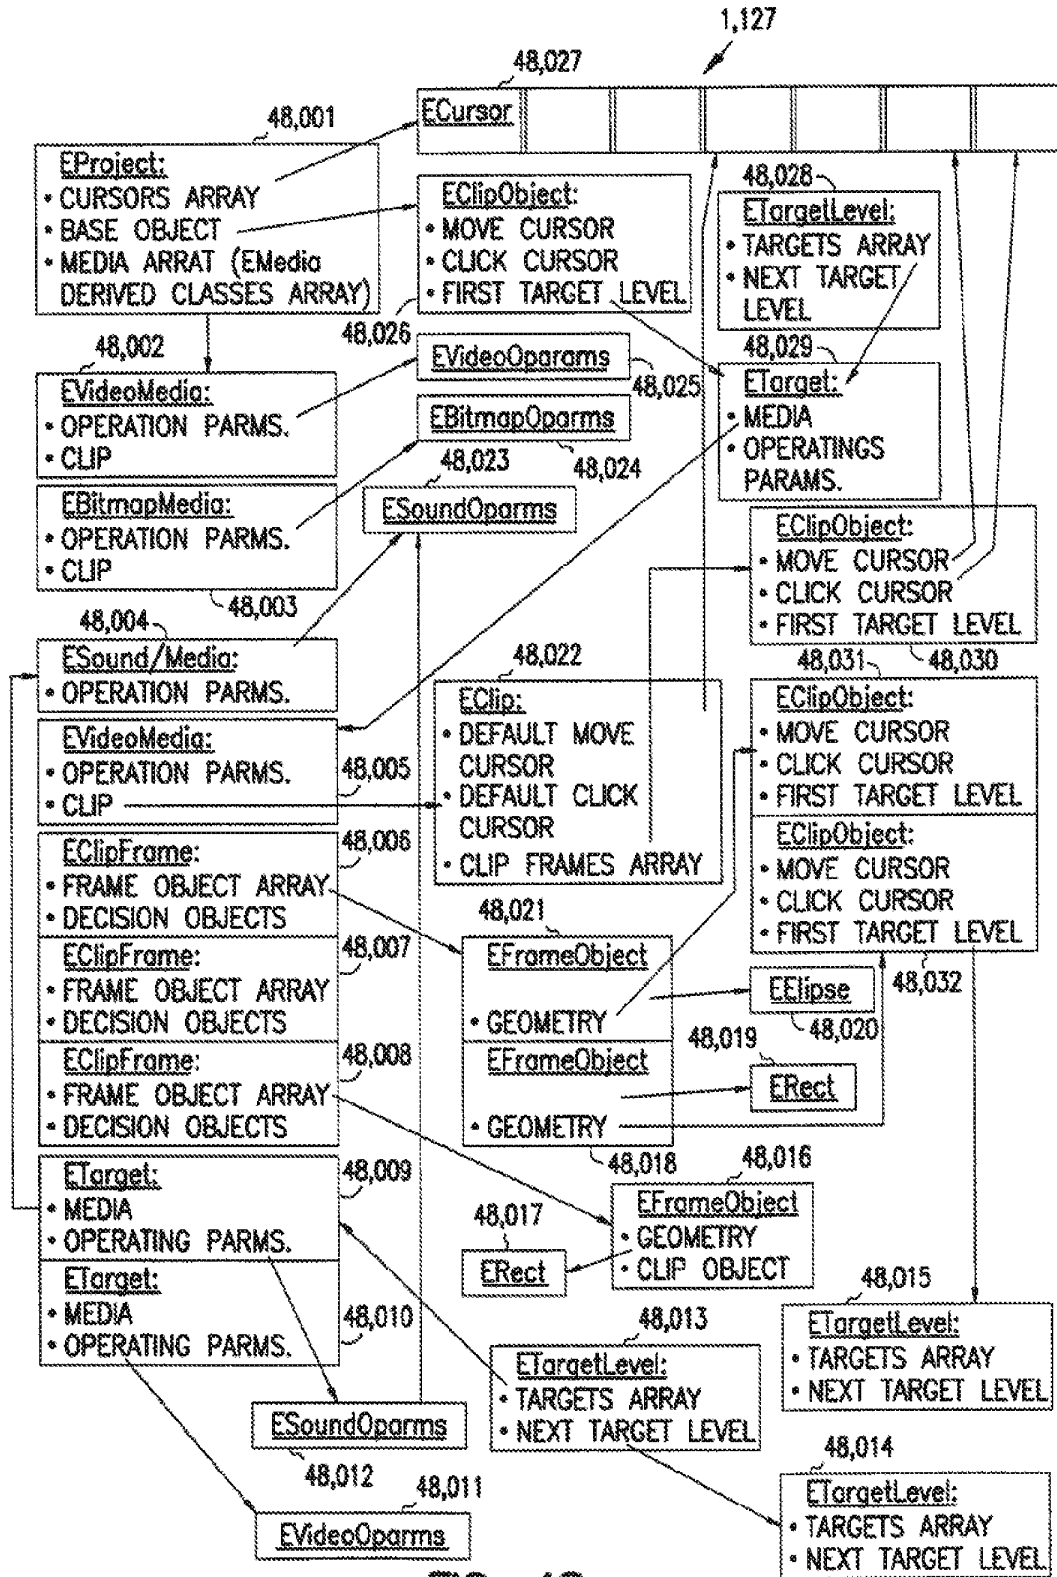 1,127
48,027
ECursor
48,001
EProject:
• CURSORS ARRAY
• BASE OBJECT
• MEDIA ARRAT (EMedia
DERIVED CLASSES ARRAY)
EClipObject:
• MOVE CURSOR
• CLICK CURSOR
• FIRST TARGET LEVEL
48,026
48,028
ETargetLevel:
• TARGETS ARRAY
• NEXT TARGET
LEVEL
48,002
EVideoMedia:
• OPERATION PARMS.
• CLIP
EVideoOparams
48,025
48,029
ETarget:
• MEDIA
• OPERATINGS
PARAMS.
EBitmapOparms
48,024
EBitmapMedia:
• OPERATION PARMS.
• CLIP
48,003
48,023
ESoundOparms
EClipObject:
• MOVE CURSOR
• CLICK CURSOR
• FIRST TARGET LEVEL
48,030
48,004
ESound/Media:
• OPERATION PARMS.
48,022
EClip:
• DEFAULT MOVE
CURSOR
• DEFAULT CLICK
CURSOR
• CLIP FRAMES ARRAY
48,031
EClipObject:
• MOVE CURSOR
• CLICK CURSOR
• FIRST TARGET LEVEL
EVideoMedia:
• OPERATION PARMS.
• CLIP
48,005
EClipObject:
• MOVE CURSOR
• CLICK CURSOR
• FIRST TARGET LEVEL
48,032
EClipFrame:
• FRAME OBJECT ARRAY
• DECISION OBJECTS
48,006
48,021
EFrameObject
• GEOMETRY
EElipse
48,020
EClipFrame:
• FRAME OBJECT ARRAY
• DECISION OBJECTS
48,007
EFrameObject
• GEOMETRY
48,018
48,019
ERect
EClipFrame:
• FRAME OBJECT ARRAY
• DECISION OBJECTS
48,008
48,016
EFrameObject
• GEOMETRY
• CLIP OBJECT
48,017
ERect
ETarget:
• MEDIA
• OPERATING PARMS.
48,009
ETarget:
• MEDIA
• OPERATING PARMS.
48,010
48,013
ETargetLevel:
• TARGETS ARRAY
• NEXT TARGET LEVEL
48,015
ETargetLevel:
• TARGETS ARRAY
• NEXT TARGET LEVEL
ESoundOparms
48,012
48,011
EVideoOparms
48,014
ETargetLevel:
• TARGETS ARRAY
• NEXT TARGET LEVEL